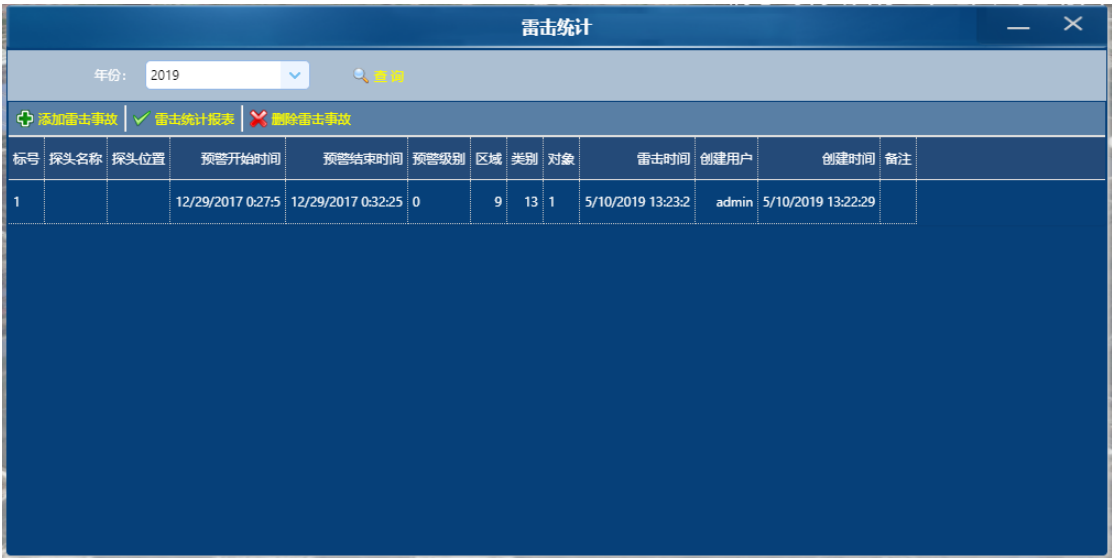 雷击统计
年份： 2019 查询
添加雷击事故 雷击统计报表 删除雷击事故
标号 探头名称 探头位置 预警开始时间 预警结束时间 预警级别 区域 类别 对象 雷击时间 创建用户 创建时间 备注
1 12/29/2017 0:27:5 12/29/2017 0:32:25 0 9 13 1 5/10/2019 13:23:2 admin 5/10/2019 13:22:29